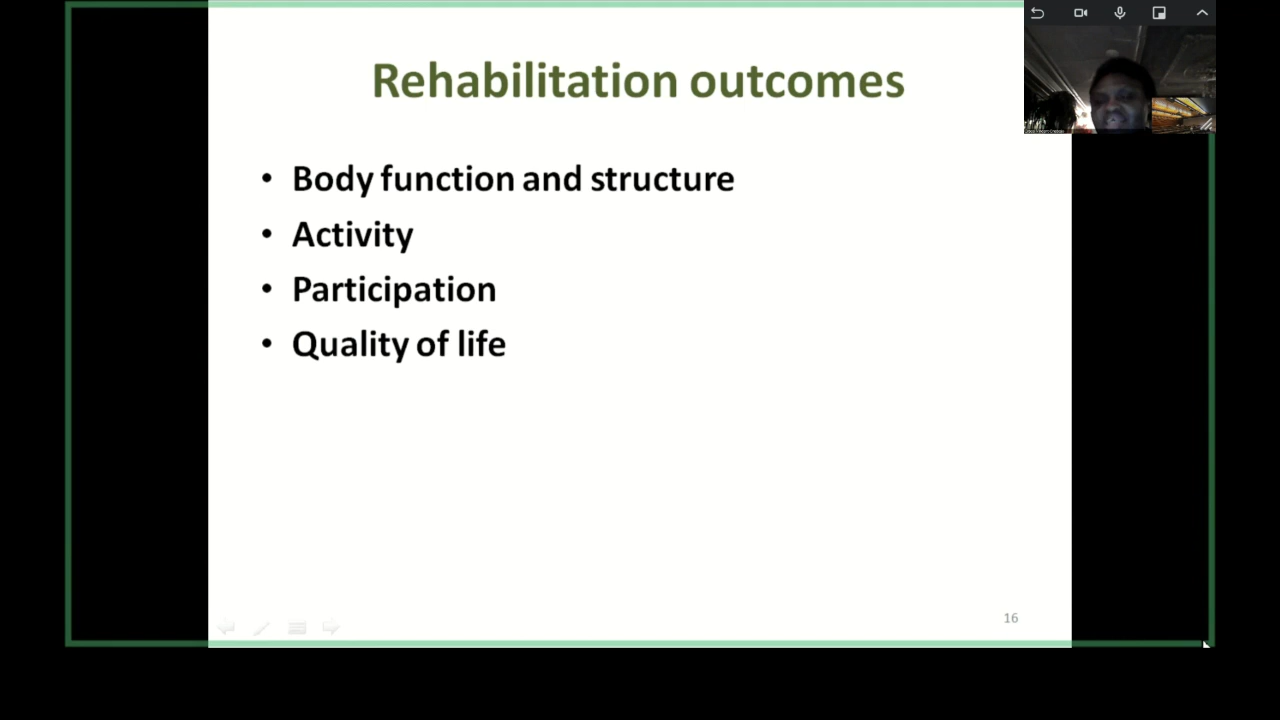 Rehabilitation outcomes
• Body function and structure
• Activity
• Participation
• Quality of life
16